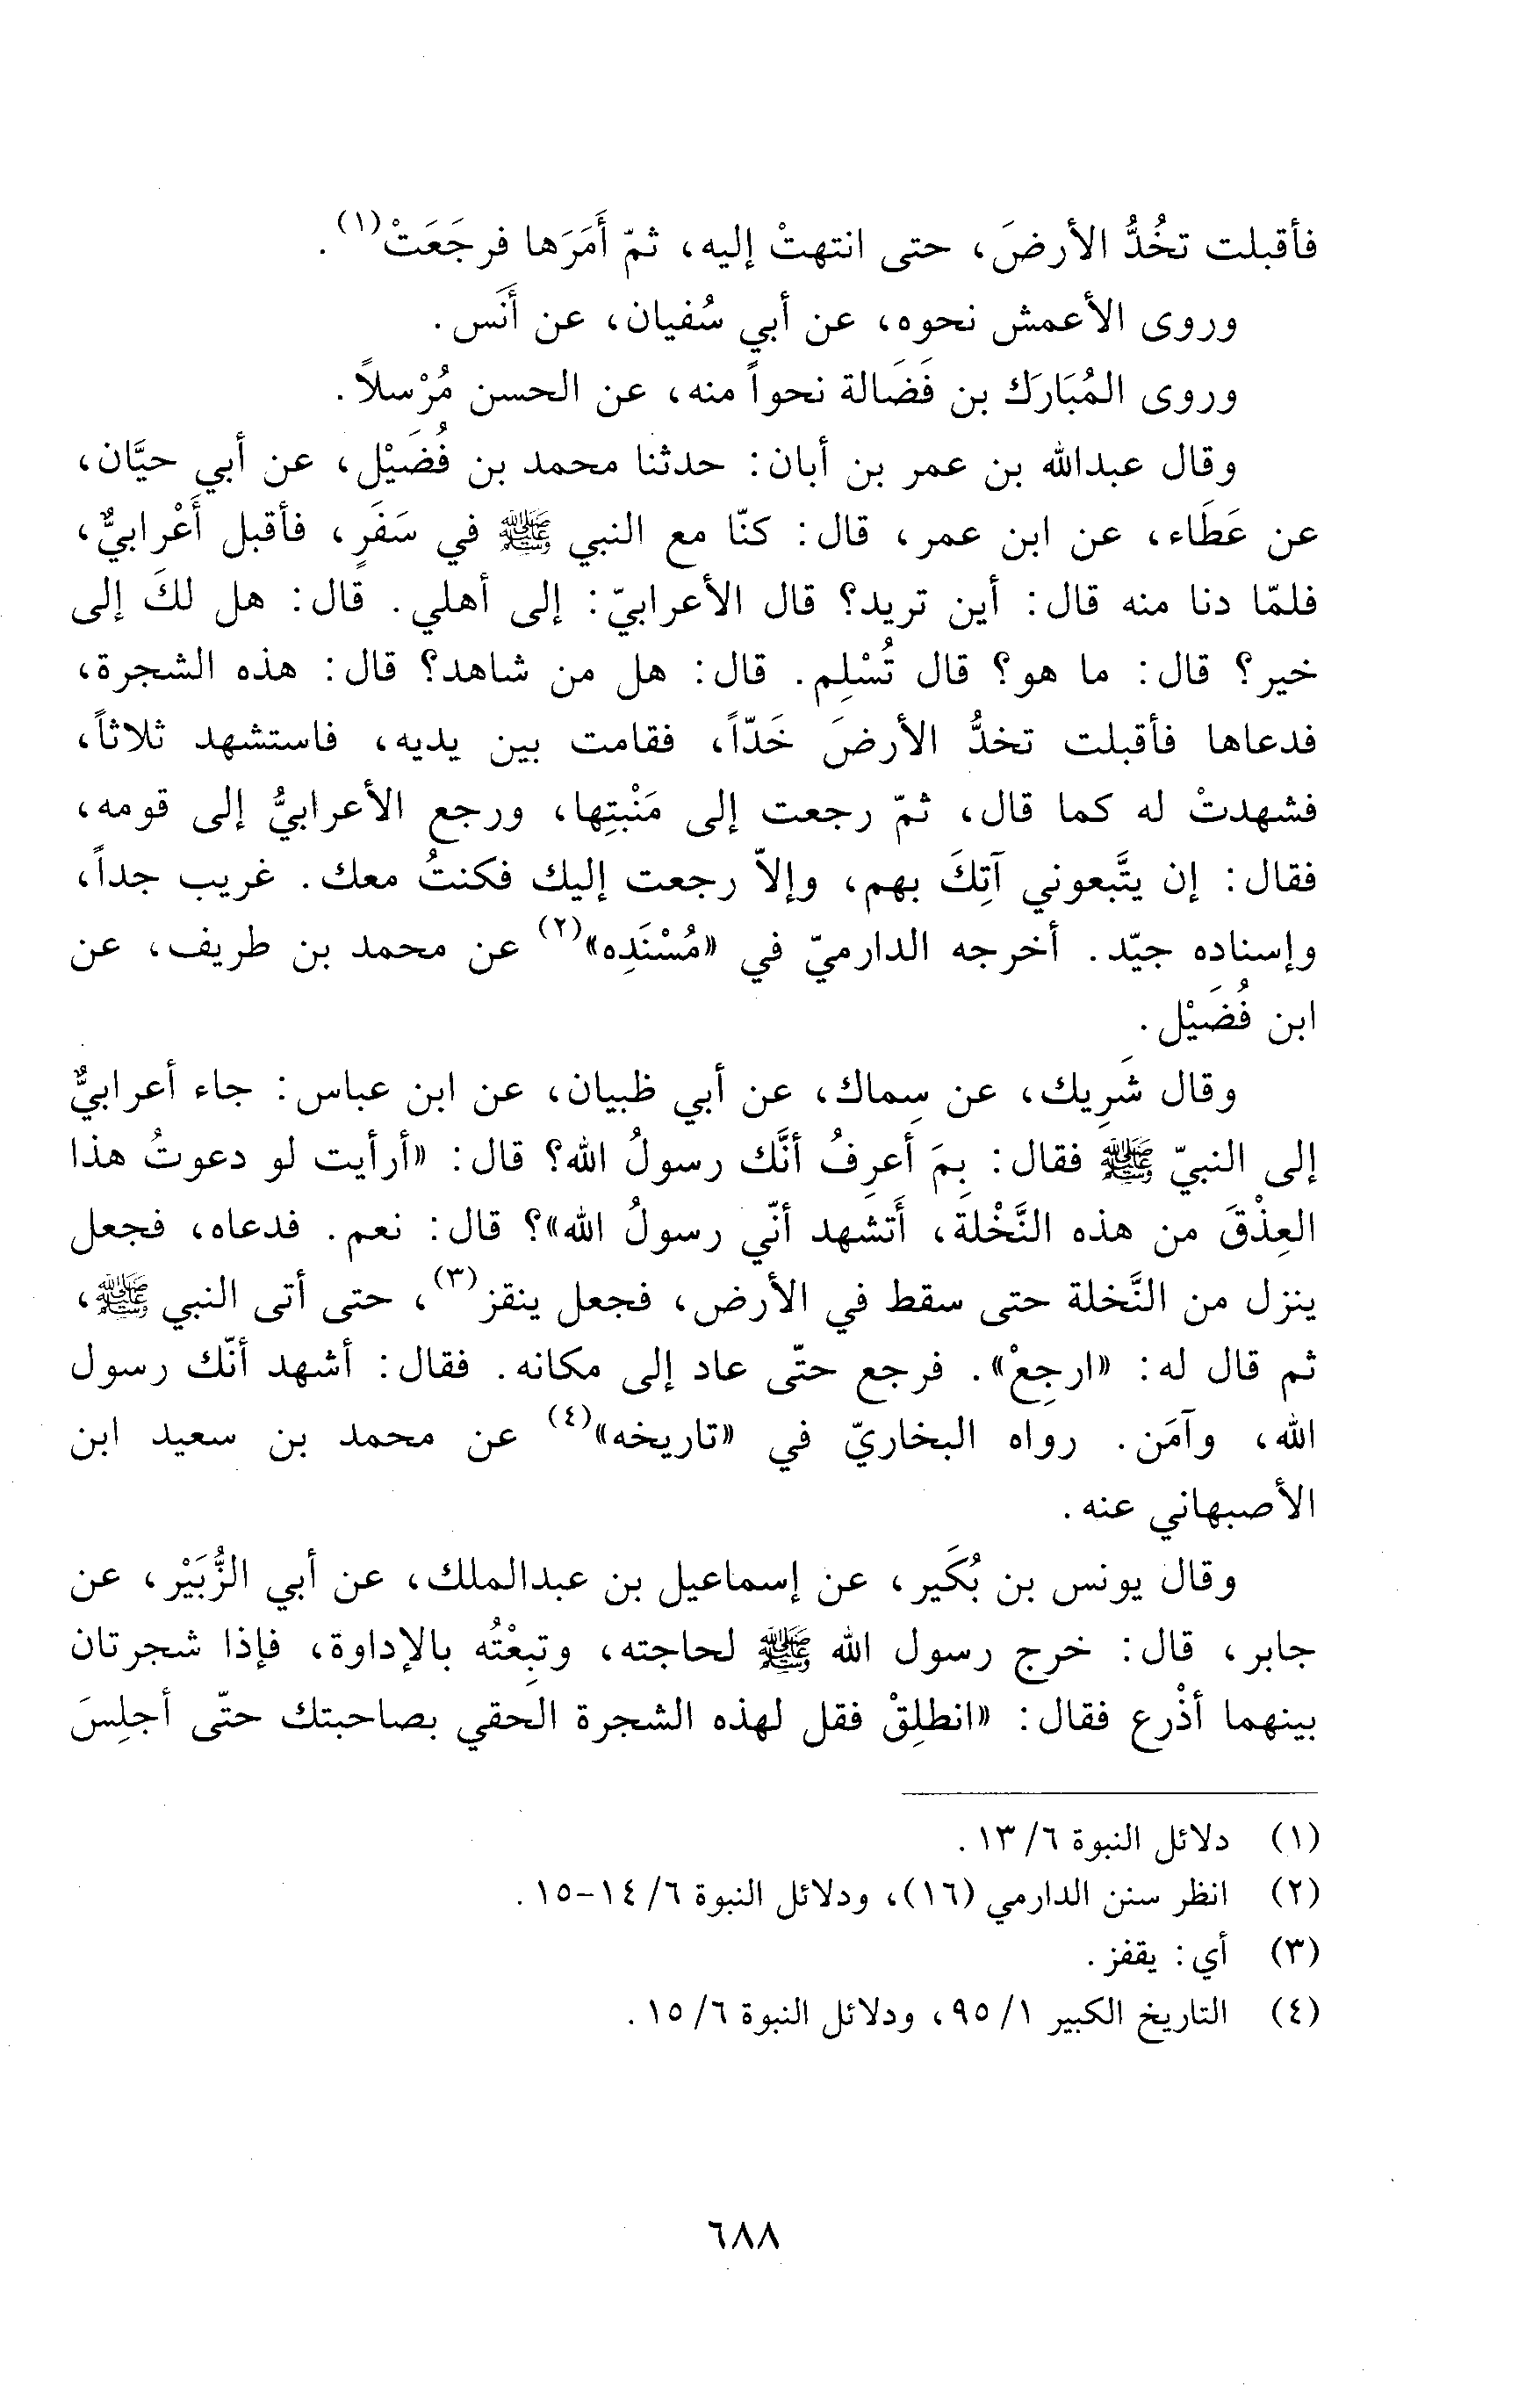 فأقبلت تخُدُّ الأرضَ، حتى انتهتْ إليه، ثمّ أَمَرَها فرجَعَتْ(١).
وروى الأعمش نحوه، عن أبي سُفيان، عن أَنَس.
وروى المُبَارَك بن فَضَالة نحواً منه، عن الحسن مُرْسلاً.
وقال عبدالله بن عمر بن أبان: حدثنا محمد بن فُضَيْل، عن أبي حيَّان،
عن عَطَاء، عن ابن عمر، قال: كنّا مع النبي ﷺ في سَفَرٍ، فأقبل أَعْرابيٌّ،
فلمّا دنا منه قال: أين تريد؟ قال الأعرابيّ: إلى أهلي. قال: هل لكَ إلى
خير؟ قال: ما هو؟ قال تُسْلِم. قال: هل من شاهد؟ قال: هذه الشجرة،
فدعاها فأقبلت تخدُّ الأرضَ خَدّاً، فقامت بين يديه، فاستشهد ثلاثاً،
فشهدتْ له كما قال، ثمّ رجعت إلى مَنْبتِها، ورجع الأعرابيُّ إلى قومه،
فقال: إن يتَّبعوني آتِكَ بهم، وإلاّ رجعت إليك فكنتُ معك. غريب جداً،
وإسناده جيّد. أخرجه الدارميّ في «مُسْنَدِه»(٢) عن محمد بن طريف، عن
ابن فُضَيْل.
وقال شَرِيك، عن سِماك، عن أبي ظبيان، عن ابن عباس: جاء أعرابيٌّ
إلى النبيّ ﷺ فقال: بِمَ أعرِفُ أنَّك رسولُ الله؟ قال: «أرأيت لو دعوتُ هذا
العِذْقَ من هذه النَّخْلة، أَتشهد أنّي رسولُ الله»؟ قال: نعم. فدعاه، فجعل
ينزل من النَّخلة حتى سقط في الأرض، فجعل ينقز(٣)، حتى أتى النبي ﷺ،
ثم قال له: «ارجِعْ». فرجع حتّى عاد إلى مكانه. فقال: أشهد أنّك رسول
الله، وآمَن. رواه البخاريّ في «تاريخه»(٤) عن محمد بن سعيد ابن
الأصبهاني عنه.
وقال يونس بن بُكَير، عن إسماعيل بن عبدالملك، عن أبي الزُّبَيْر، عن
جابر، قال: خرج رسول الله ﷺ لحاجته، وتبِعْتُه بالإداوة، فإذا شجرتان
بينهما أذْرع فقال: «انطلِقْ فقل لهذه الشجرة الحقي بصاحبتك حتّى أجلِسَ
(١) دلائل النبوة ٦/ ١٣.
(٢) انظر سنن الدارمي (١٦)، ودلائل النبوة ٦/ ١٤-١٥.
(٣) أي: يقفز.
(٤) التاريخ الكبير ١/ ٩٥، ودلائل النبوة ٦/ ١٥.
٦٨٨